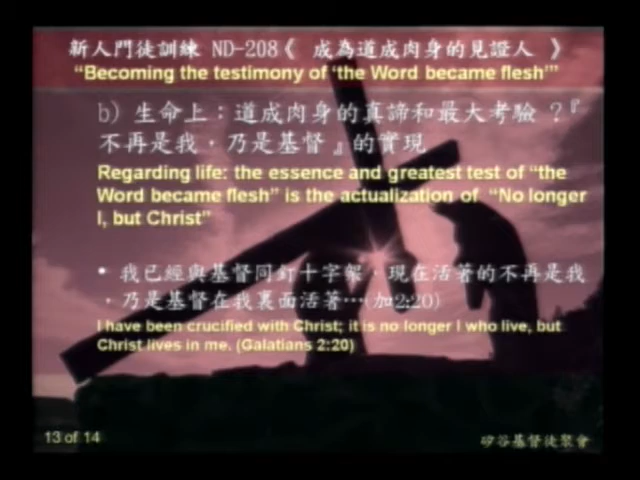 新人門徒訓練 ND-208《 成為道成肉身的見證人 》
“Becoming the testimony of ‘the Word became flesh’”
b) 生命上：道成肉身的真諦和最大考驗 ？『
不再是我，乃是基督 』的實現
Regarding life: the essence and greatest test of “the
Word became flesh” is the actualization of “No longer
I, but Christ”
• 我已經與基督同釘十字架，現在活著的不再是我
，乃是基督在我裏面活著…(加2:20)
I have been crucified with Christ; it is no longer I who live, but
Christ lives in me. (Galatians 2:20)
13 of 14
矽谷基督徒聚會